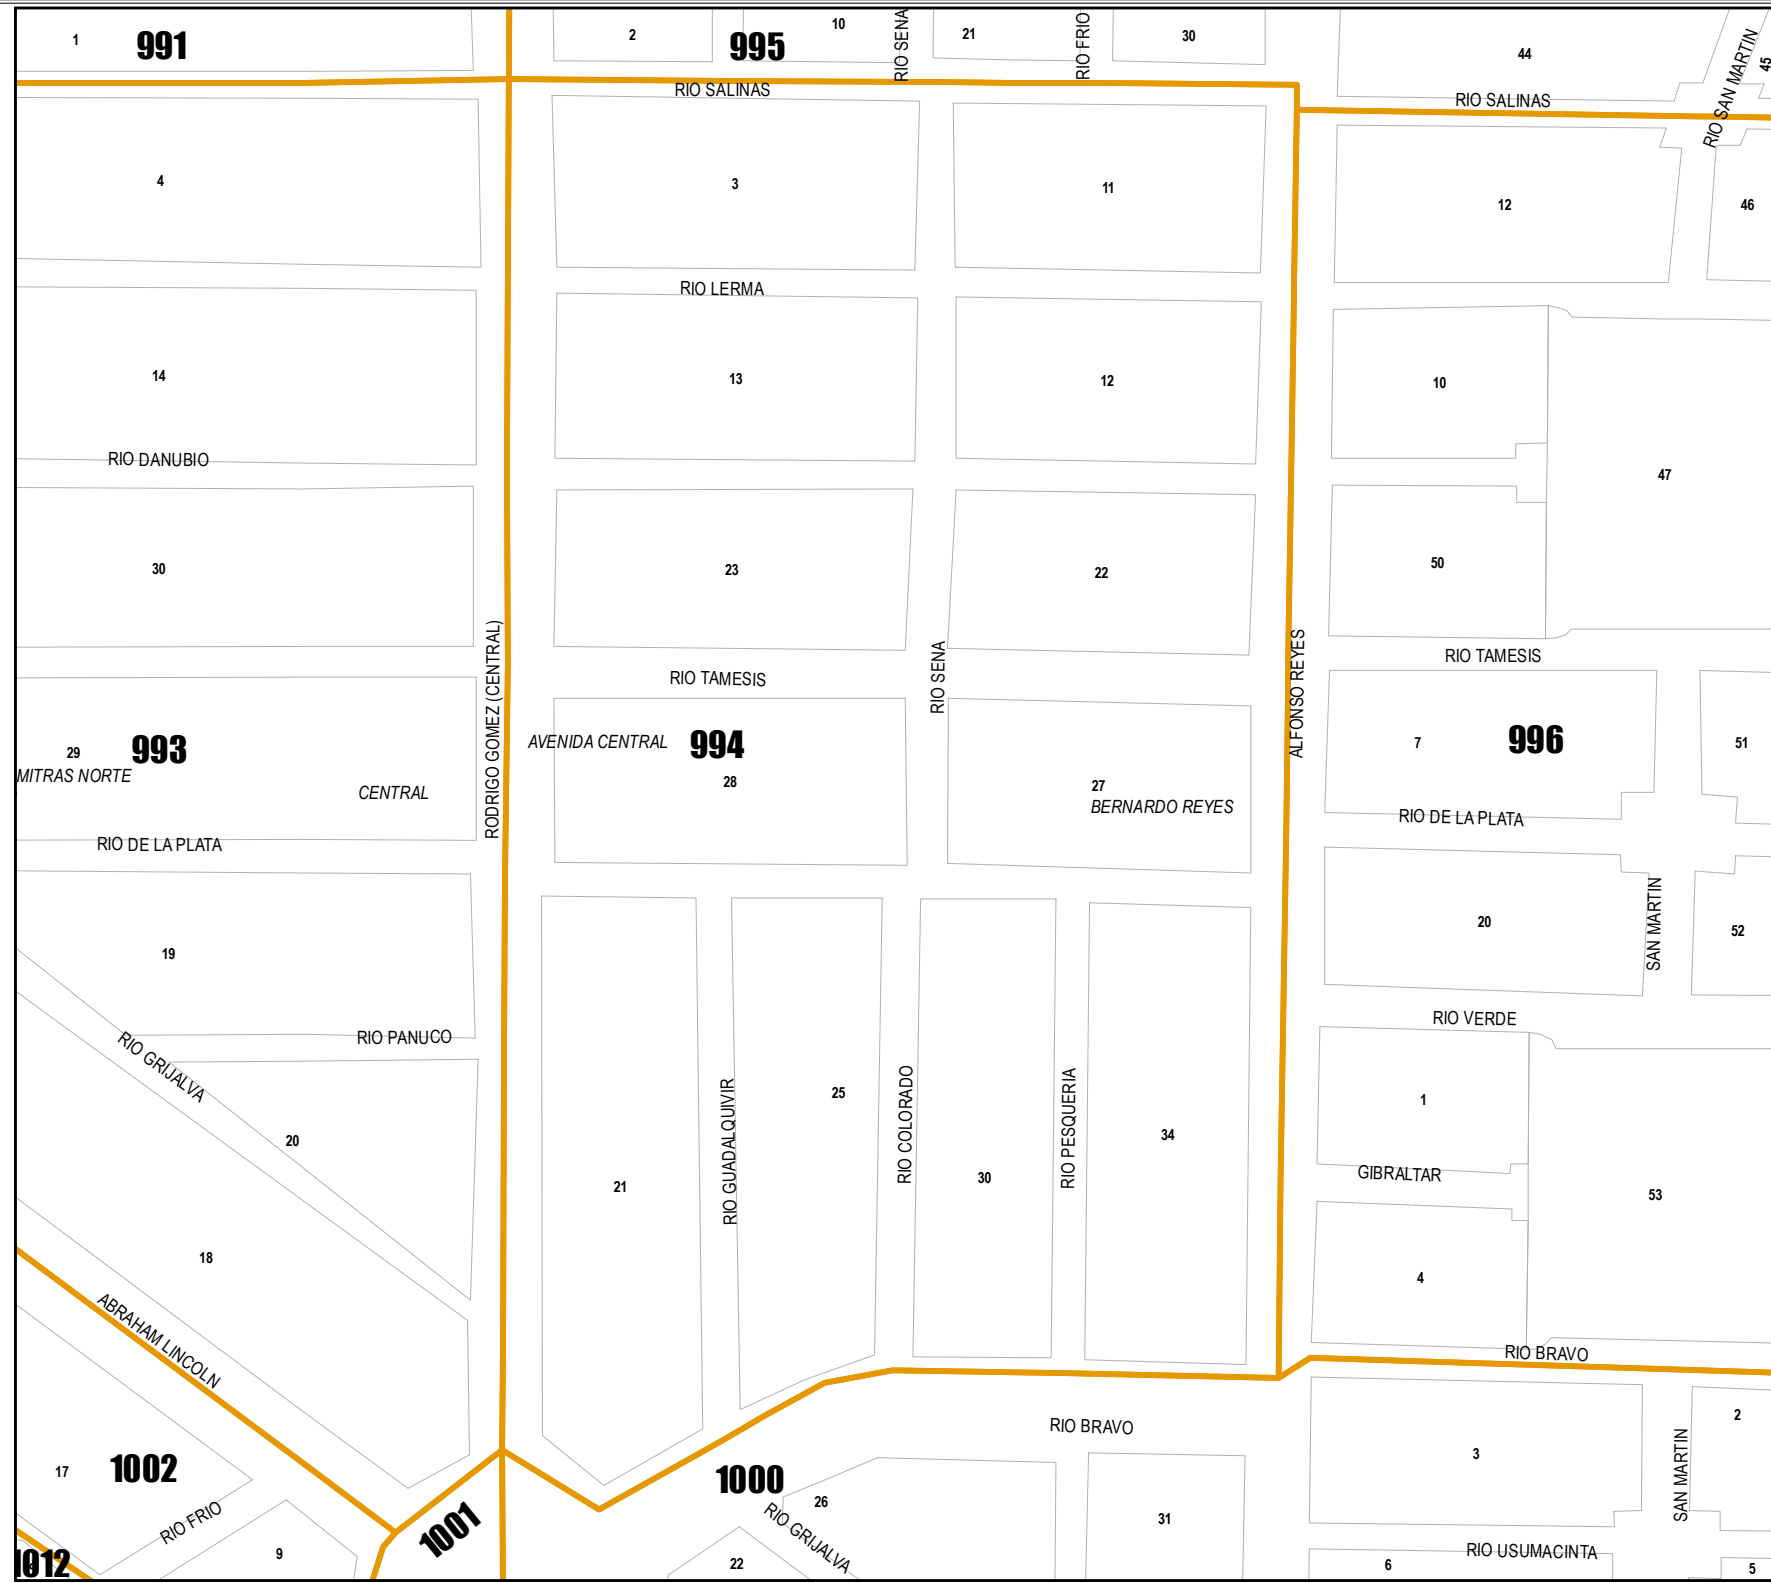 1
991
2
995
10
RIO SENA
21
RIO FRIO
30
44
RIO SAN MARTIN
45
RIO SALINAS
RIO SALINAS
4
3
11
12
46
RIO LERMA
14
13
12
10
47
RIO DANUBIO
30
23
22
50
RODRIGO GOMEZ (CENTRAL)
RIO TAMESIS
RIO SENA
ALFONSO REYES
RIO TAMESIS
29
993
MITRAS NORTE
CENTRAL
AVENIDA CENTRAL
994
28
27
BERNARDO REYES
7
996
51
RIO DE LA PLATA
RIO DE LA PLATA
19
20
SAN MARTIN
52
RIO PANUCO
RIO VERDE
RIO GRIJALVA
20
21
RIO GUADALQUIVIR
25
RIO COLORADO
30
RIO PESQUERIA
34
1
GIBRALTAR
53
18
4
ABRAHAM LINCOLN
RIO BRAVO
RIO BRAVO
17
1002
RIO FRIO
9
1001
1000
26
RIO GRIJALVA
22
31
3
SAN MARTIN
2
RIO USUMACINTA
6
5
1012